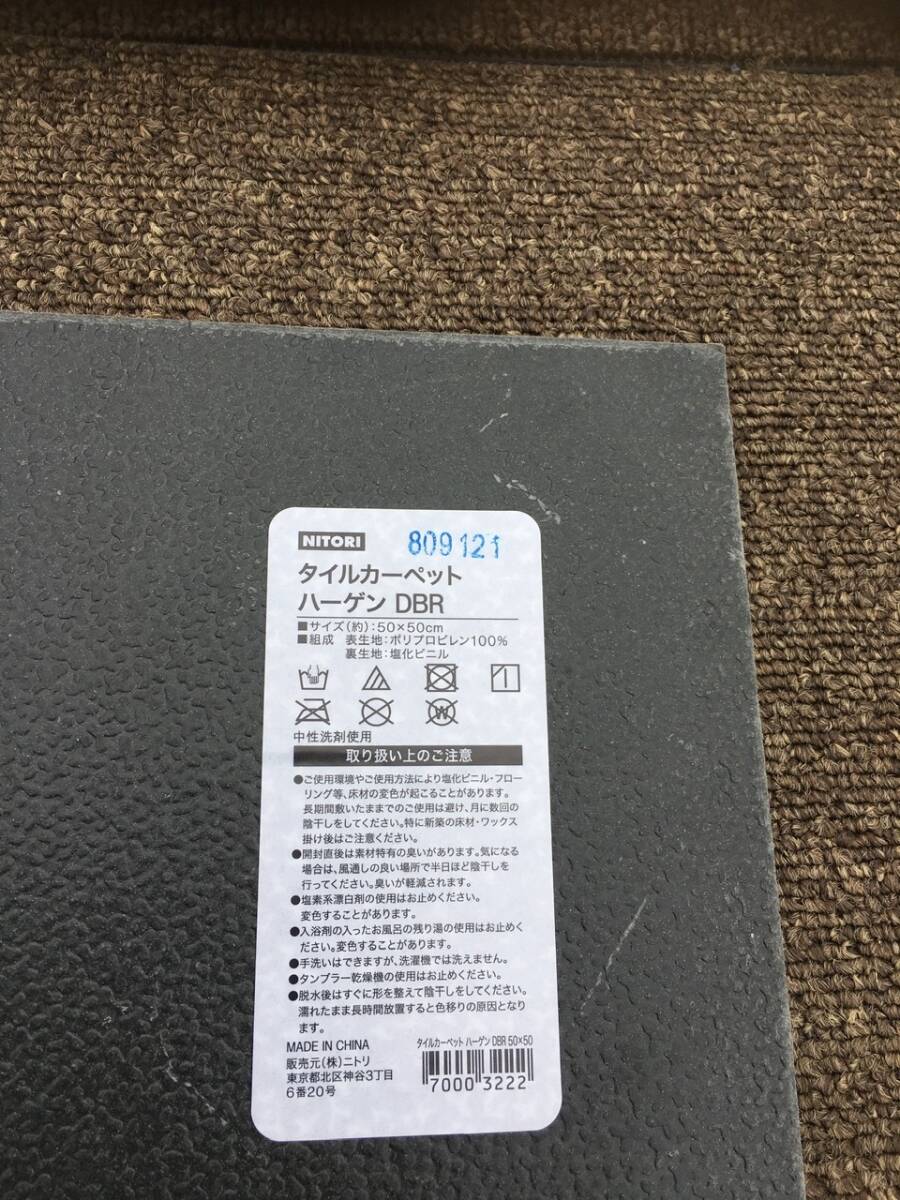 NITORI 809121
タイルカーペット
ハーゲン DBR
■サイズ(約):50×50cm
■組成 表生地:ポリプロピレン100%
裏生地:塩化ビニル
中性洗剤使用
取り扱い上のご注意
●ご使用環境やご使用方法により塩化ビニル・フロー
リング等、床材の変色が起こることがあります。
長期間敷いたままでのご使用は避け、月に数回の
陰干しをしてください。特に新築の床材・ワックス
掛け後はご注意ください。
●開封直後は素材特有の臭いがあります。気になる
場合は、風通しの良い場所で半日ほど陰干しを
行ってください。臭いが軽減されます。
●塩素系漂白剤の使用はお止めください。
変色することがあります。
●入浴剤の入ったお風呂の残り湯の使用はお止めく
ださい。変色することがあります。
●手洗いはできますが、洗濯機では洗えません。
●タンブラー乾燥機の使用はお止めください。
●脱水後はすぐに形を整えて陰干しをしてください。
濡れたまま長時間放置すると色移りの原因となり
ます。
MADE IN CHINA
販売元(株)ニトリ
東京都北区神谷3丁目
6番20号
タイルカーペット ハーゲン DBR 50×50
7000 3222